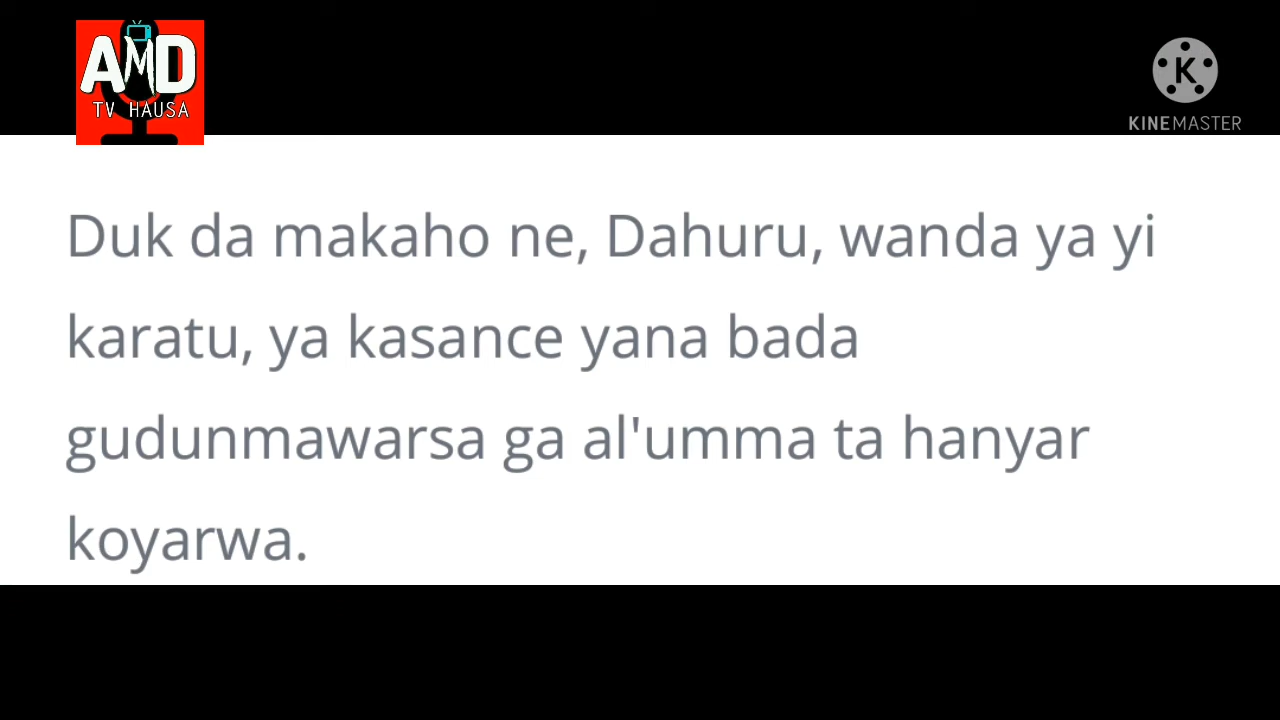 AMD
TV HAUSA
KINEMASTER
Duk da makaho ne, Dahuru, wanda ya yi
karatu, ya kasance yana bada
gudunmawarsa ga al'umma ta hanyar
koyarwa.